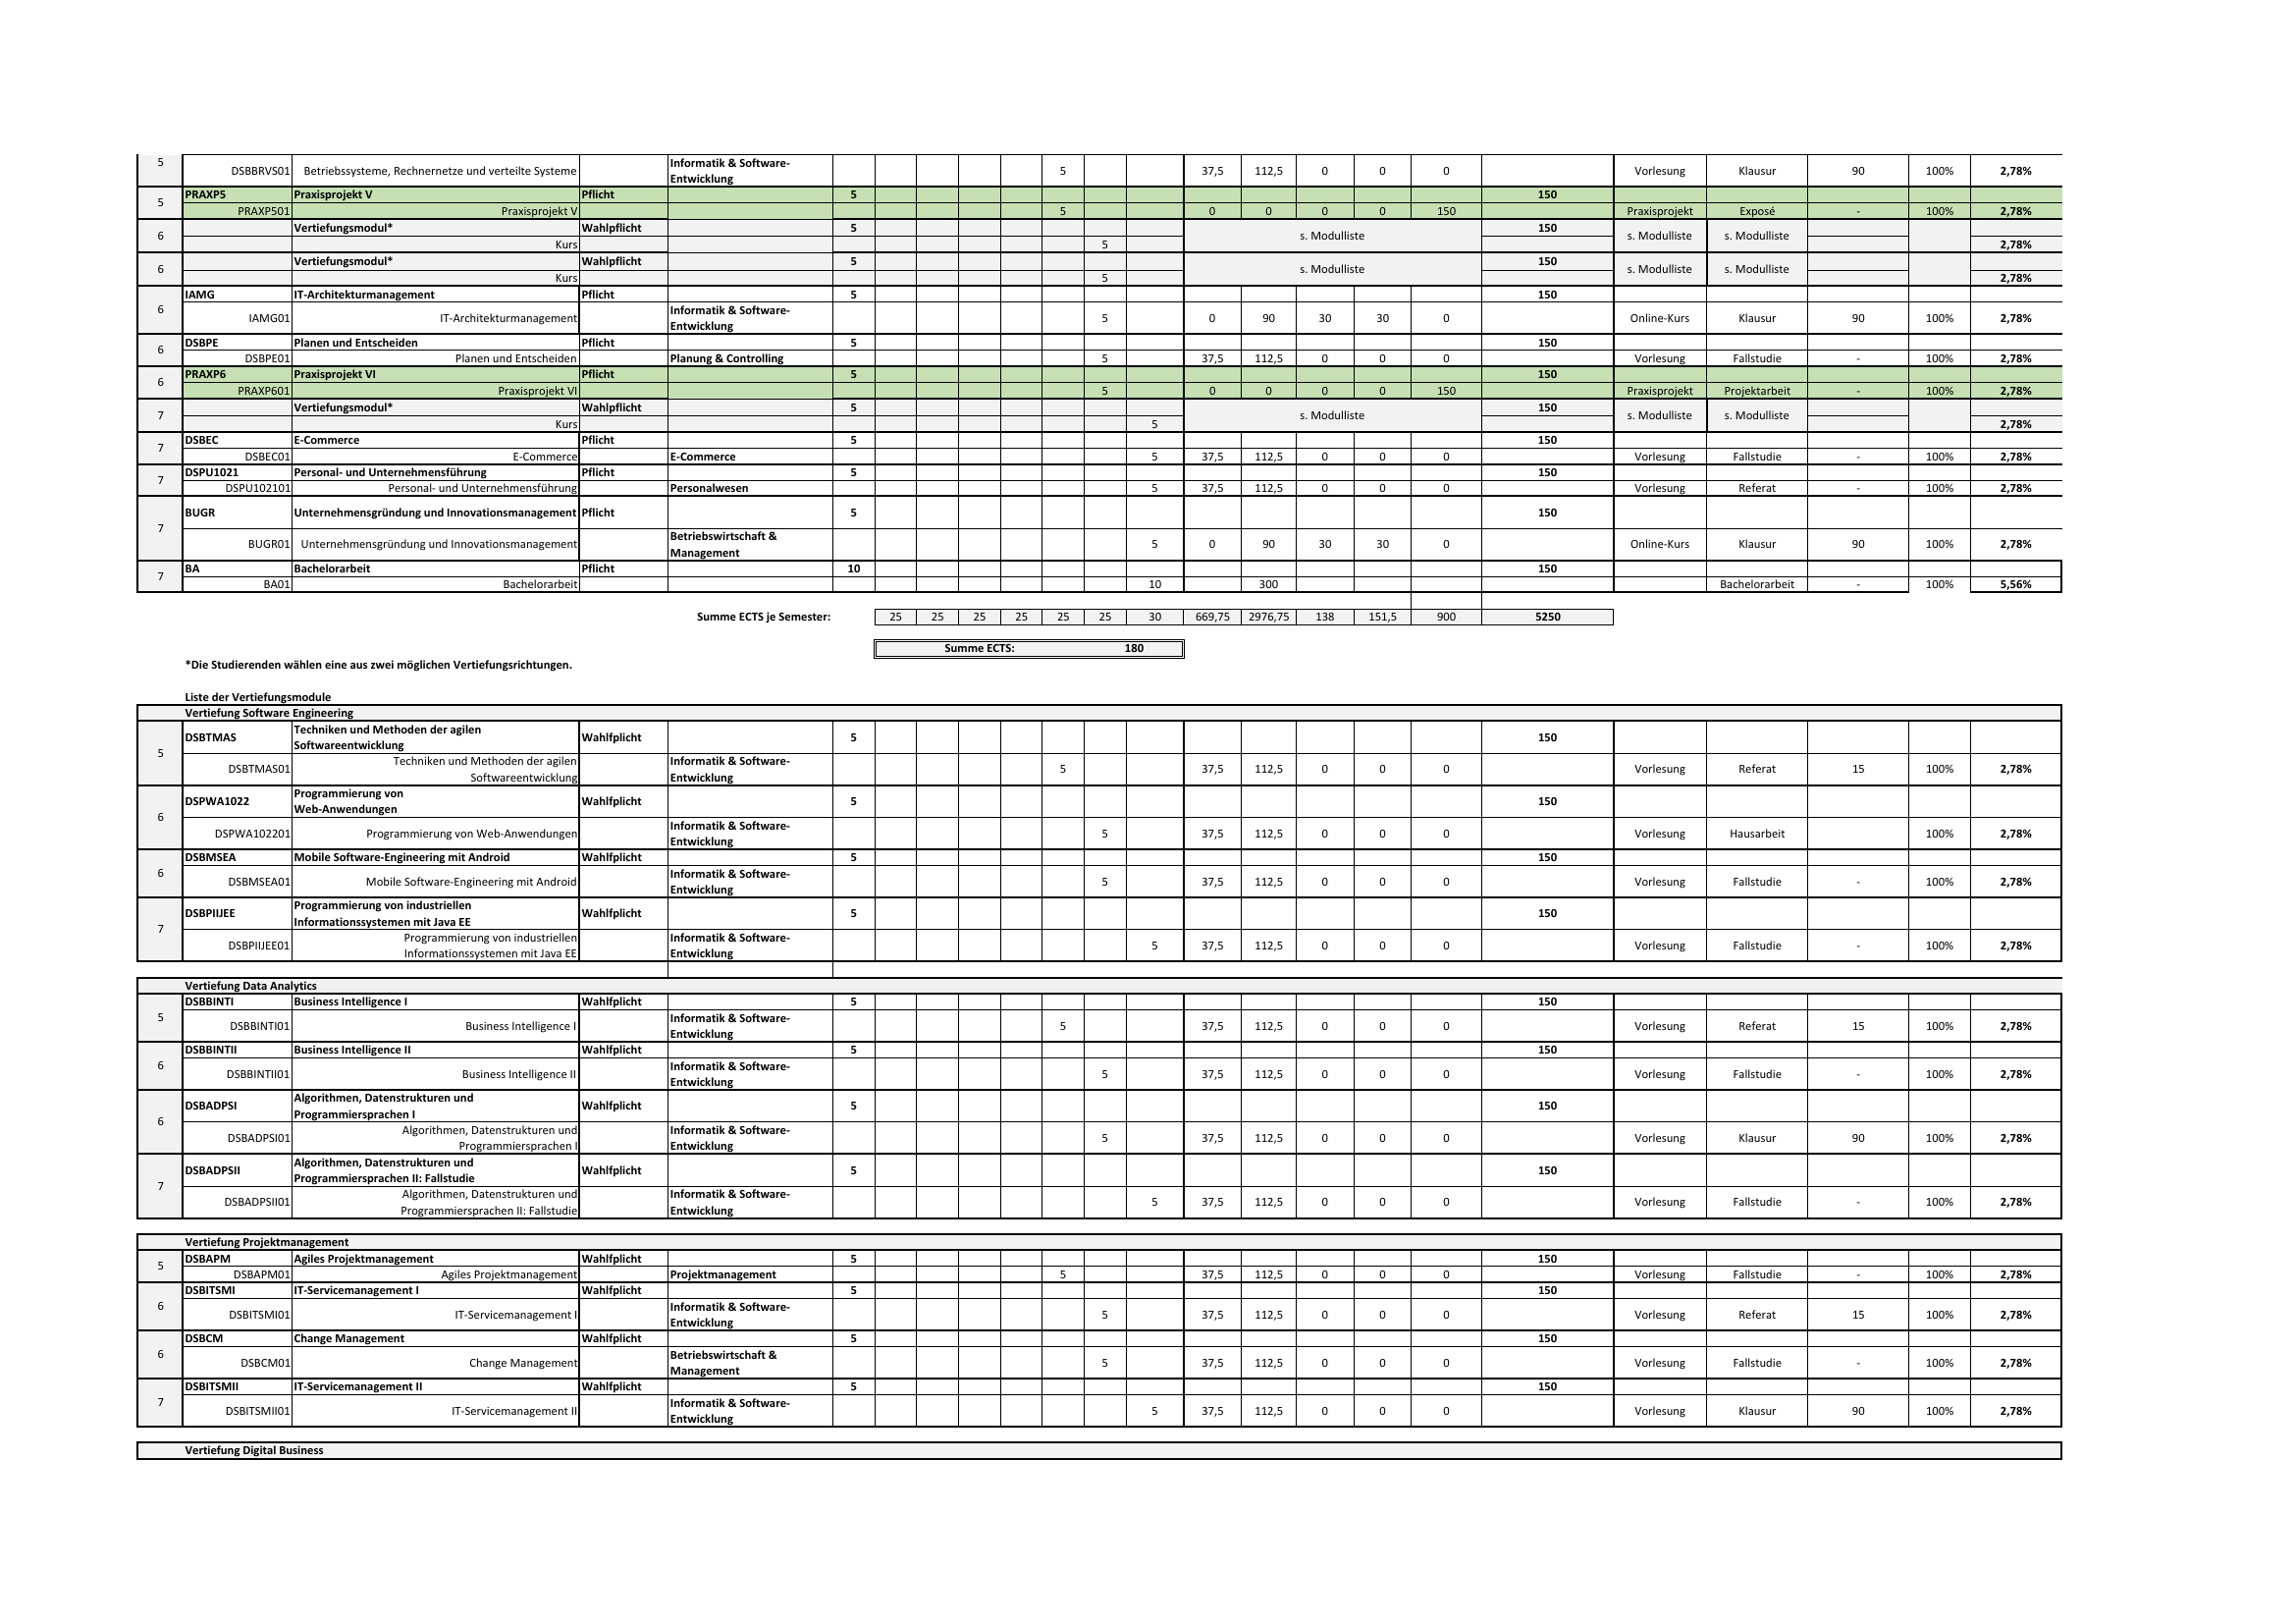 5 DSBBRVS01 Betriebssysteme, Rechnernetze und verteilte Systeme Informatik & Software-Entwicklung 5 37,5 112,5 0 0 0 Vorlesung Klausur 90 100% 2,78%
5 PRAXP5 Praxisprojekt V Pflicht 5 150
PRAXP501 Praxisprojekt V 5 0 0 0 0 150 Praxisprojekt Exposé - 100% 2,78%
6 Vertiefungsmodul* Wahlpflicht 5 s. Modulliste 150 s. Modulliste s. Modulliste
Kurs 5 2,78%
6 Vertiefungsmodul* Wahlpflicht 5 s. Modulliste 150 s. Modulliste s. Modulliste
Kurs 5 2,78%
6 IAMG IT-Architekturmanagement Pflicht 5 150
IAMG01 IT-Architekturmanagement Informatik & Software-Entwicklung 5 0 90 30 30 0 Online-Kurs Klausur 90 100% 2,78%
6 DSBPE Planen und Entscheiden Pflicht 5 150
DSBPE01 Planen und Entscheiden Planung & Controlling 5 37,5 112,5 0 0 0 Vorlesung Fallstudie - 100% 2,78%
6 PRAXP6 Praxisprojekt VI Pflicht 5 150
PRAXP601 Praxisprojekt VI 5 0 0 0 0 150 Praxisprojekt Projektarbeit - 100% 2,78%
7 Vertiefungsmodul* Wahlpflicht 5 s. Modulliste 150 s. Modulliste s. Modulliste
Kurs 5 2,78%
7 DSBEC E-Commerce Pflicht 5 150
DSBEC01 E-Commerce E-Commerce 5 37,5 112,5 0 0 0 Vorlesung Fallstudie - 100% 2,78%
7 DSPU1021 Personal- und Unternehmensführung Pflicht 5 150
DSPU102101 Personal- und Unternehmensführung Personalwesen 5 37,5 112,5 0 0 0 Vorlesung Referat - 100% 2,78%
7 BUGR Unternehmensgründung und Innovationsmanagement Pflicht 5 150
BUGR01 Unternehmensgründung und Innovationsmanagement Betriebswirtschaft & Management 5 0 90 30 30 0 Online-Kurs Klausur 90 100% 2,78%
7 BA Bachelorarbeit Pflicht 10 150
BA01 Bachelorarbeit 10 300 Bachelorarbeit - 100% 5,56%
Summe ECTS je Semester: 25 25 25 25 25 25 30 669,75 2976,75 138 151,5 900 5250
Summe ECTS: 180
*Die Studierenden wählen eine aus zwei möglichen Vertiefungsrichtungen.
Liste der Vertiefungsmodule
Vertiefung Software Engineering
5 DSBTMAS Techniken und Methoden der agilen Softwareentwicklung Wahlfplicht 5 150
DSBTMAS01 Techniken und Methoden der agilen Softwareentwicklung Informatik & Software-Entwicklung 5 37,5 112,5 0 0 0 Vorlesung Referat 15 100% 2,78%
6 DSPWA1022 Programmierung von Web-Anwendungen Wahlfplicht 5 150
DSPWA102201 Programmierung von Web-Anwendungen Informatik & Software-Entwicklung 5 37,5 112,5 0 0 0 Vorlesung Hausarbeit 100% 2,78%
6 DSBMSEA Mobile Software-Engineering mit Android Wahlfplicht 5 150
DSBMSEA01 Mobile Software-Engineering mit Android Informatik & Software-Entwicklung 5 37,5 112,5 0 0 0 Vorlesung Fallstudie - 100% 2,78%
7 DSBPIIJEE Programmierung von industriellen Informationssystemen mit Java EE Wahlfplicht 5 150
DSBPIIJEE01 Programmierung von industriellen Informationssystemen mit Java EE Informatik & Software-Entwicklung 5 37,5 112,5 0 0 0 Vorlesung Fallstudie - 100% 2,78%
Vertiefung Data Analytics
5 DSBBINTI Business Intelligence I Wahlfplicht 5 150
DSBBINTI01 Business Intelligence I Informatik & Software-Entwicklung 5 37,5 112,5 0 0 0 Vorlesung Referat 15 100% 2,78%
6 DSBBINTII Business Intelligence II Wahlfplicht 5 150
DSBBINTII01 Business Intelligence II Informatik & Software-Entwicklung 5 37,5 112,5 0 0 0 Vorlesung Fallstudie - 100% 2,78%
6 DSBADPSI Algorithmen, Datenstrukturen und Programmiersprachen I Wahlfplicht 5 150
DSBADPSI01 Algorithmen, Datenstrukturen und Programmiersprachen I Informatik & Software-Entwicklung 5 37,5 112,5 0 0 0 Vorlesung Klausur 90 100% 2,78%
7 DSBADPSII Algorithmen, Datenstrukturen und Programmiersprachen II: Fallstudie Wahlfplicht 5 150
DSBADPSII01 Algorithmen, Datenstrukturen und Programmiersprachen II: Fallstudie Informatik & Software-Entwicklung 5 37,5 112,5 0 0 0 Vorlesung Fallstudie - 100% 2,78%
Vertiefung Projektmanagement
5 DSBAPM Agiles Projektmanagement Wahlfplicht 5 150
DSBAPM01 Agiles Projektmanagement Projektmanagement 5 37,5 112,5 0 0 0 Vorlesung Fallstudie - 100% 2,78%
6 DSBITSMI IT-Servicemanagement I Wahlfplicht 5 150
DSBITSMI01 IT-Servicemanagement I Informatik & Software-Entwicklung 5 37,5 112,5 0 0 0 Vorlesung Referat 15 100% 2,78%
6 DSBCM Change Management Wahlfplicht 5 150
DSBCM01 Change Management Betriebswirtschaft & Management 5 37,5 112,5 0 0 0 Vorlesung Fallstudie - 100% 2,78%
7 DSBITSMII IT-Servicemanagement II Wahlfplicht 5 150
DSBITSMII01 IT-Servicemanagement II Informatik & Software-Entwicklung 5 37,5 112,5 0 0 0 Vorlesung Klausur 90 100% 2,78%
Vertiefung Digital Business